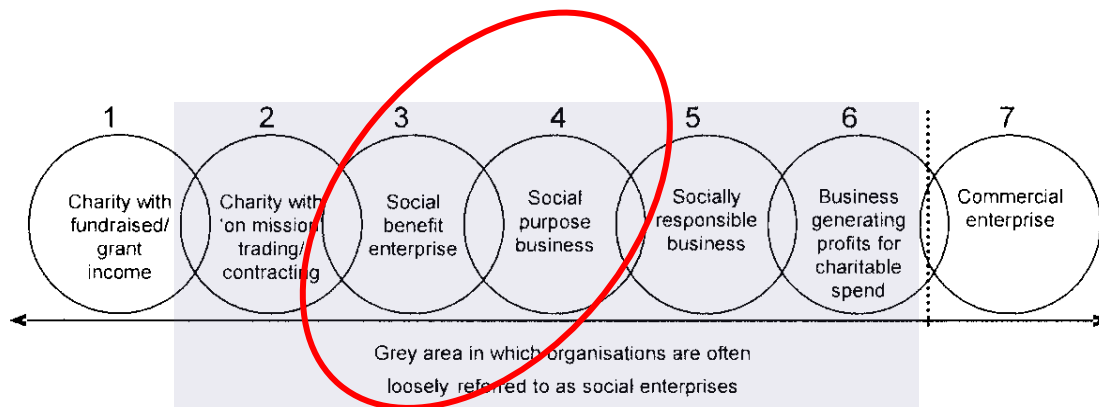 1
2
3
4
5
6
7
Charity with
fundraised/
grant
income
Charity with
'on mission
trading/
contracting
Social
benefit
enterprise
Social
purpose
business
Socially
responsible
business
Business
generating
profits for
charitable
spend
Commercial
enterprise
Grey area in which organisations are often
loosely referred to as social enterprises